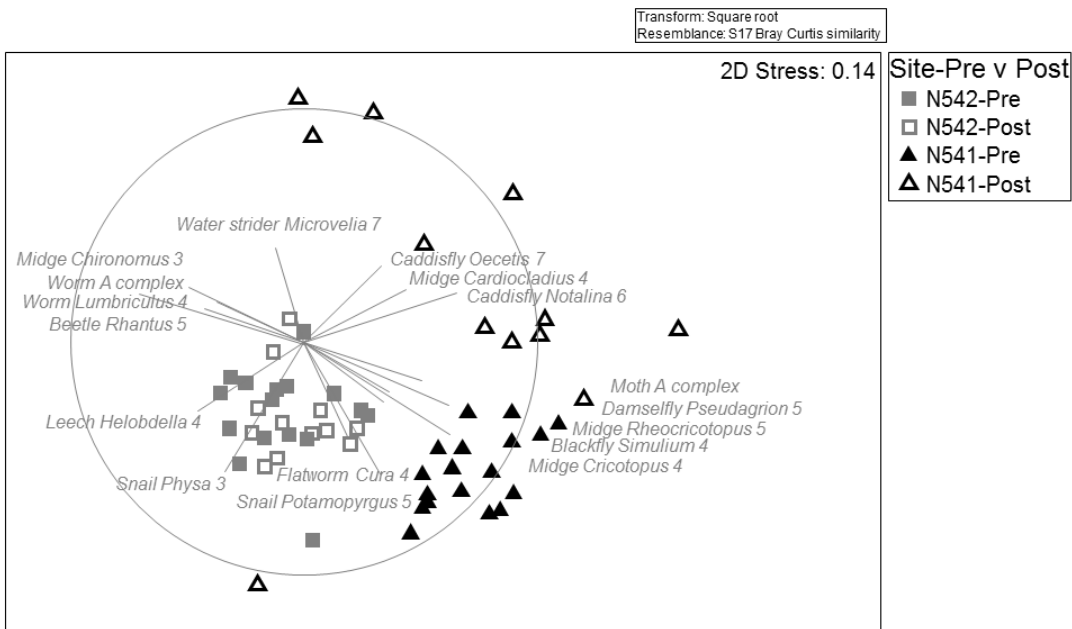 Transform: Square root
Resemblance: S17 Bray Curtis similarity
2D Stress: 0.14
Site-Pre v Post
N542-Pre
N542-Post
N541-Pre
N541-Post
Water strider Microvelia 7
Midge Chironomus 3
Worm A complex
Worm Lumbriculus 4
Beetle Rhantus 5
Caddisfly Oecetis 7
Midge Cardiocladius 4
Caddisfly Notalina 6
Leech Helobdella 4
Snail Physa 3
Flatworm Cura 4
Snail Potamopyrgus 5
Moth A complex
Damselfly Pseudagrion 5
Midge Rheocricotopus 5
Blackfly Simulium 4
Midge Cricotopus 4